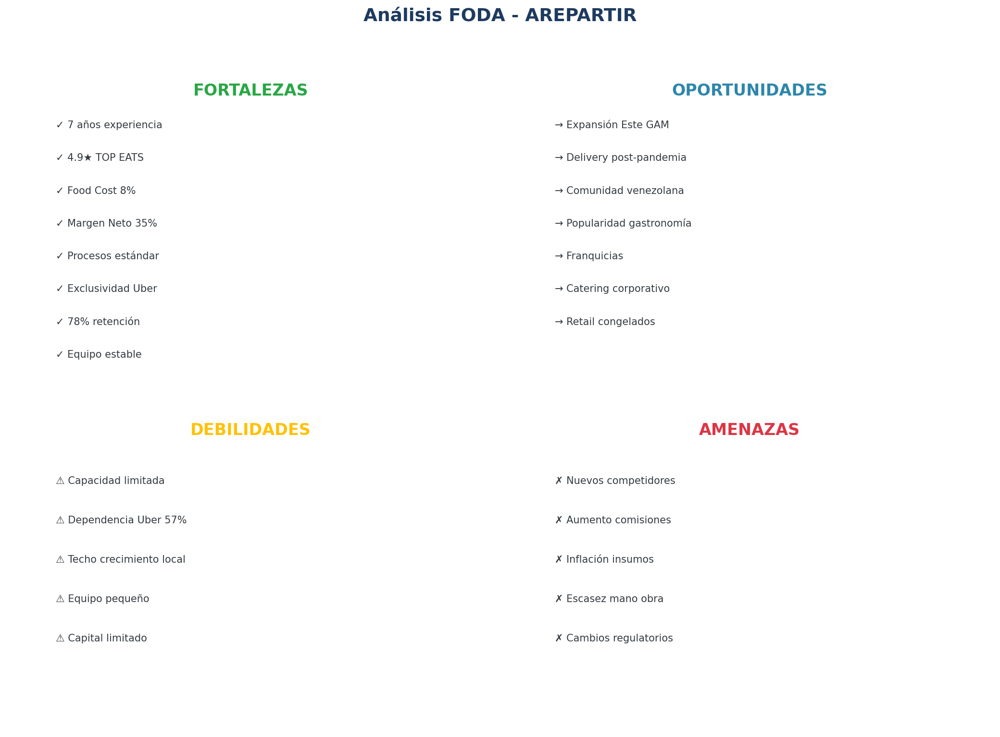 Análisis FODA - AREPARTIR
FORTALEZAS
✓ 7 años experiencia
✓ 4.9★ TOP EATS
✓ Food Cost 8%
✓ Margen Neto 35%
✓ Procesos estándar
✓ Exclusividad Uber
✓ 78% retención
✓ Equipo estable
OPORTUNIDADES
→ Expansión Este GAM
→ Delivery post-pandemia
→ Comunidad venezolana
→ Popularidad gastronomía
→ Franquicias
→ Catering corporativo
→ Retail congelados
DEBILIDADES
⚠ Capacidad limitada
⚠ Dependencia Uber 57%
⚠ Techo crecimiento local
⚠ Equipo pequeño
⚠ Capital limitado
AMENAZAS
✗ Nuevos competidores
✗ Aumento comisiones
✗ Inflación insumos
✗ Escasez mano obra
✗ Cambios regulatorios